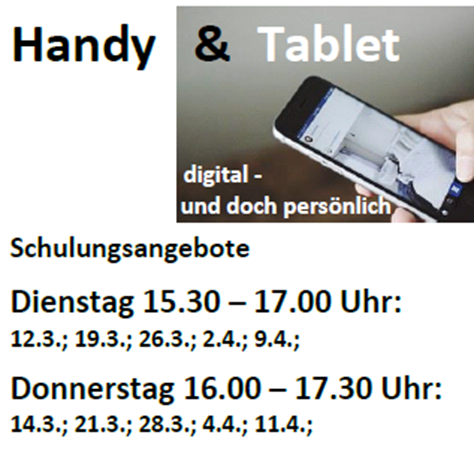 Handy & Tablet
digital -
und doch persönlich
Schulungsangebote
Dienstag 15.30 – 17.00 Uhr:
12.3.; 19.3.; 26.3.; 2.4.; 9.4.;
Donnerstag 16.00 – 17.30 Uhr:
14.3.; 21.3.; 28.3.; 4.4.; 11.4.;